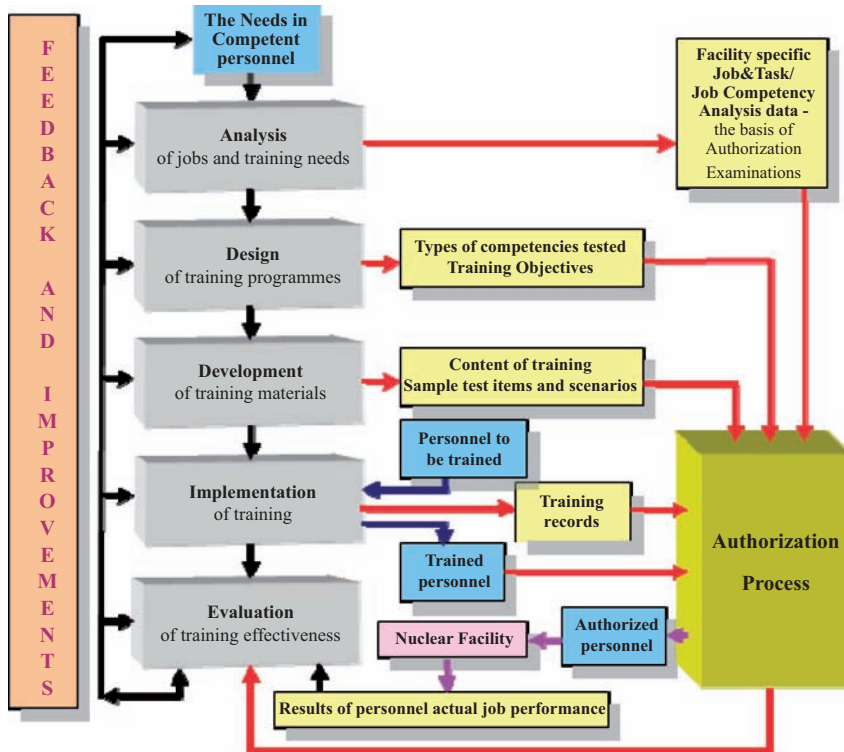 FEEDBACK AND IMPROVEMENTS
The Needs in
Competent
personnel
Analysis
of jobs and training needs
Facility specific
Job&Task/
Job Competency
Analysis data -
the basis of
Authorization
Examinations
Design
of training programmes
Types of competencies tested
Training Objectives
Development
of training materials
Content of training
Sample test items and scenarios
Personnel to
be trained
Implementation
of training
Training
records
Trained
personnel
Authorization
Process
Evaluation
of training effectiveness
Nuclear Facility
Authorized
personnel
Results of personnel actual job performance